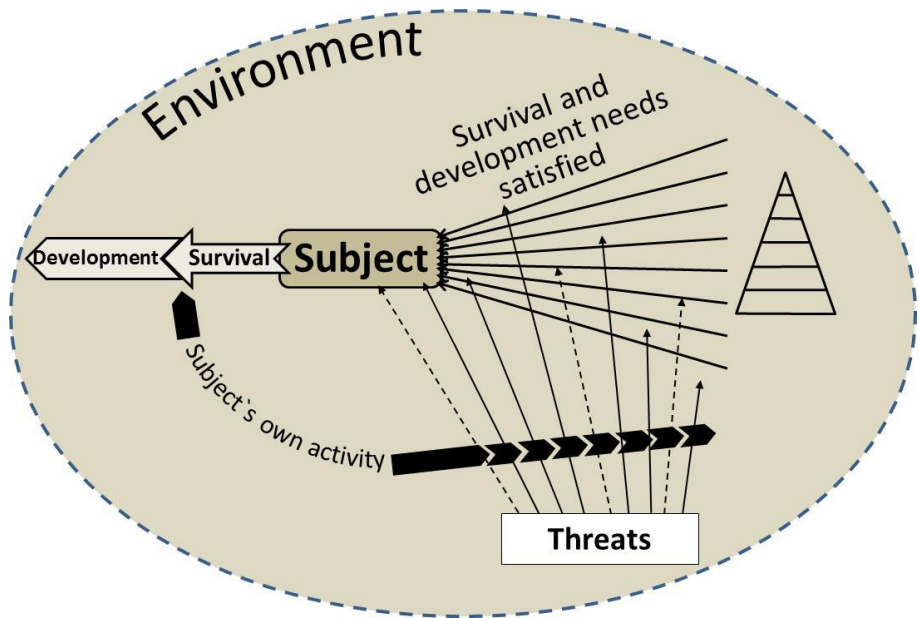 Environment
Survival and
development needs
satisfied
Development
Survival
Subject
Subject`s own activity
Threats